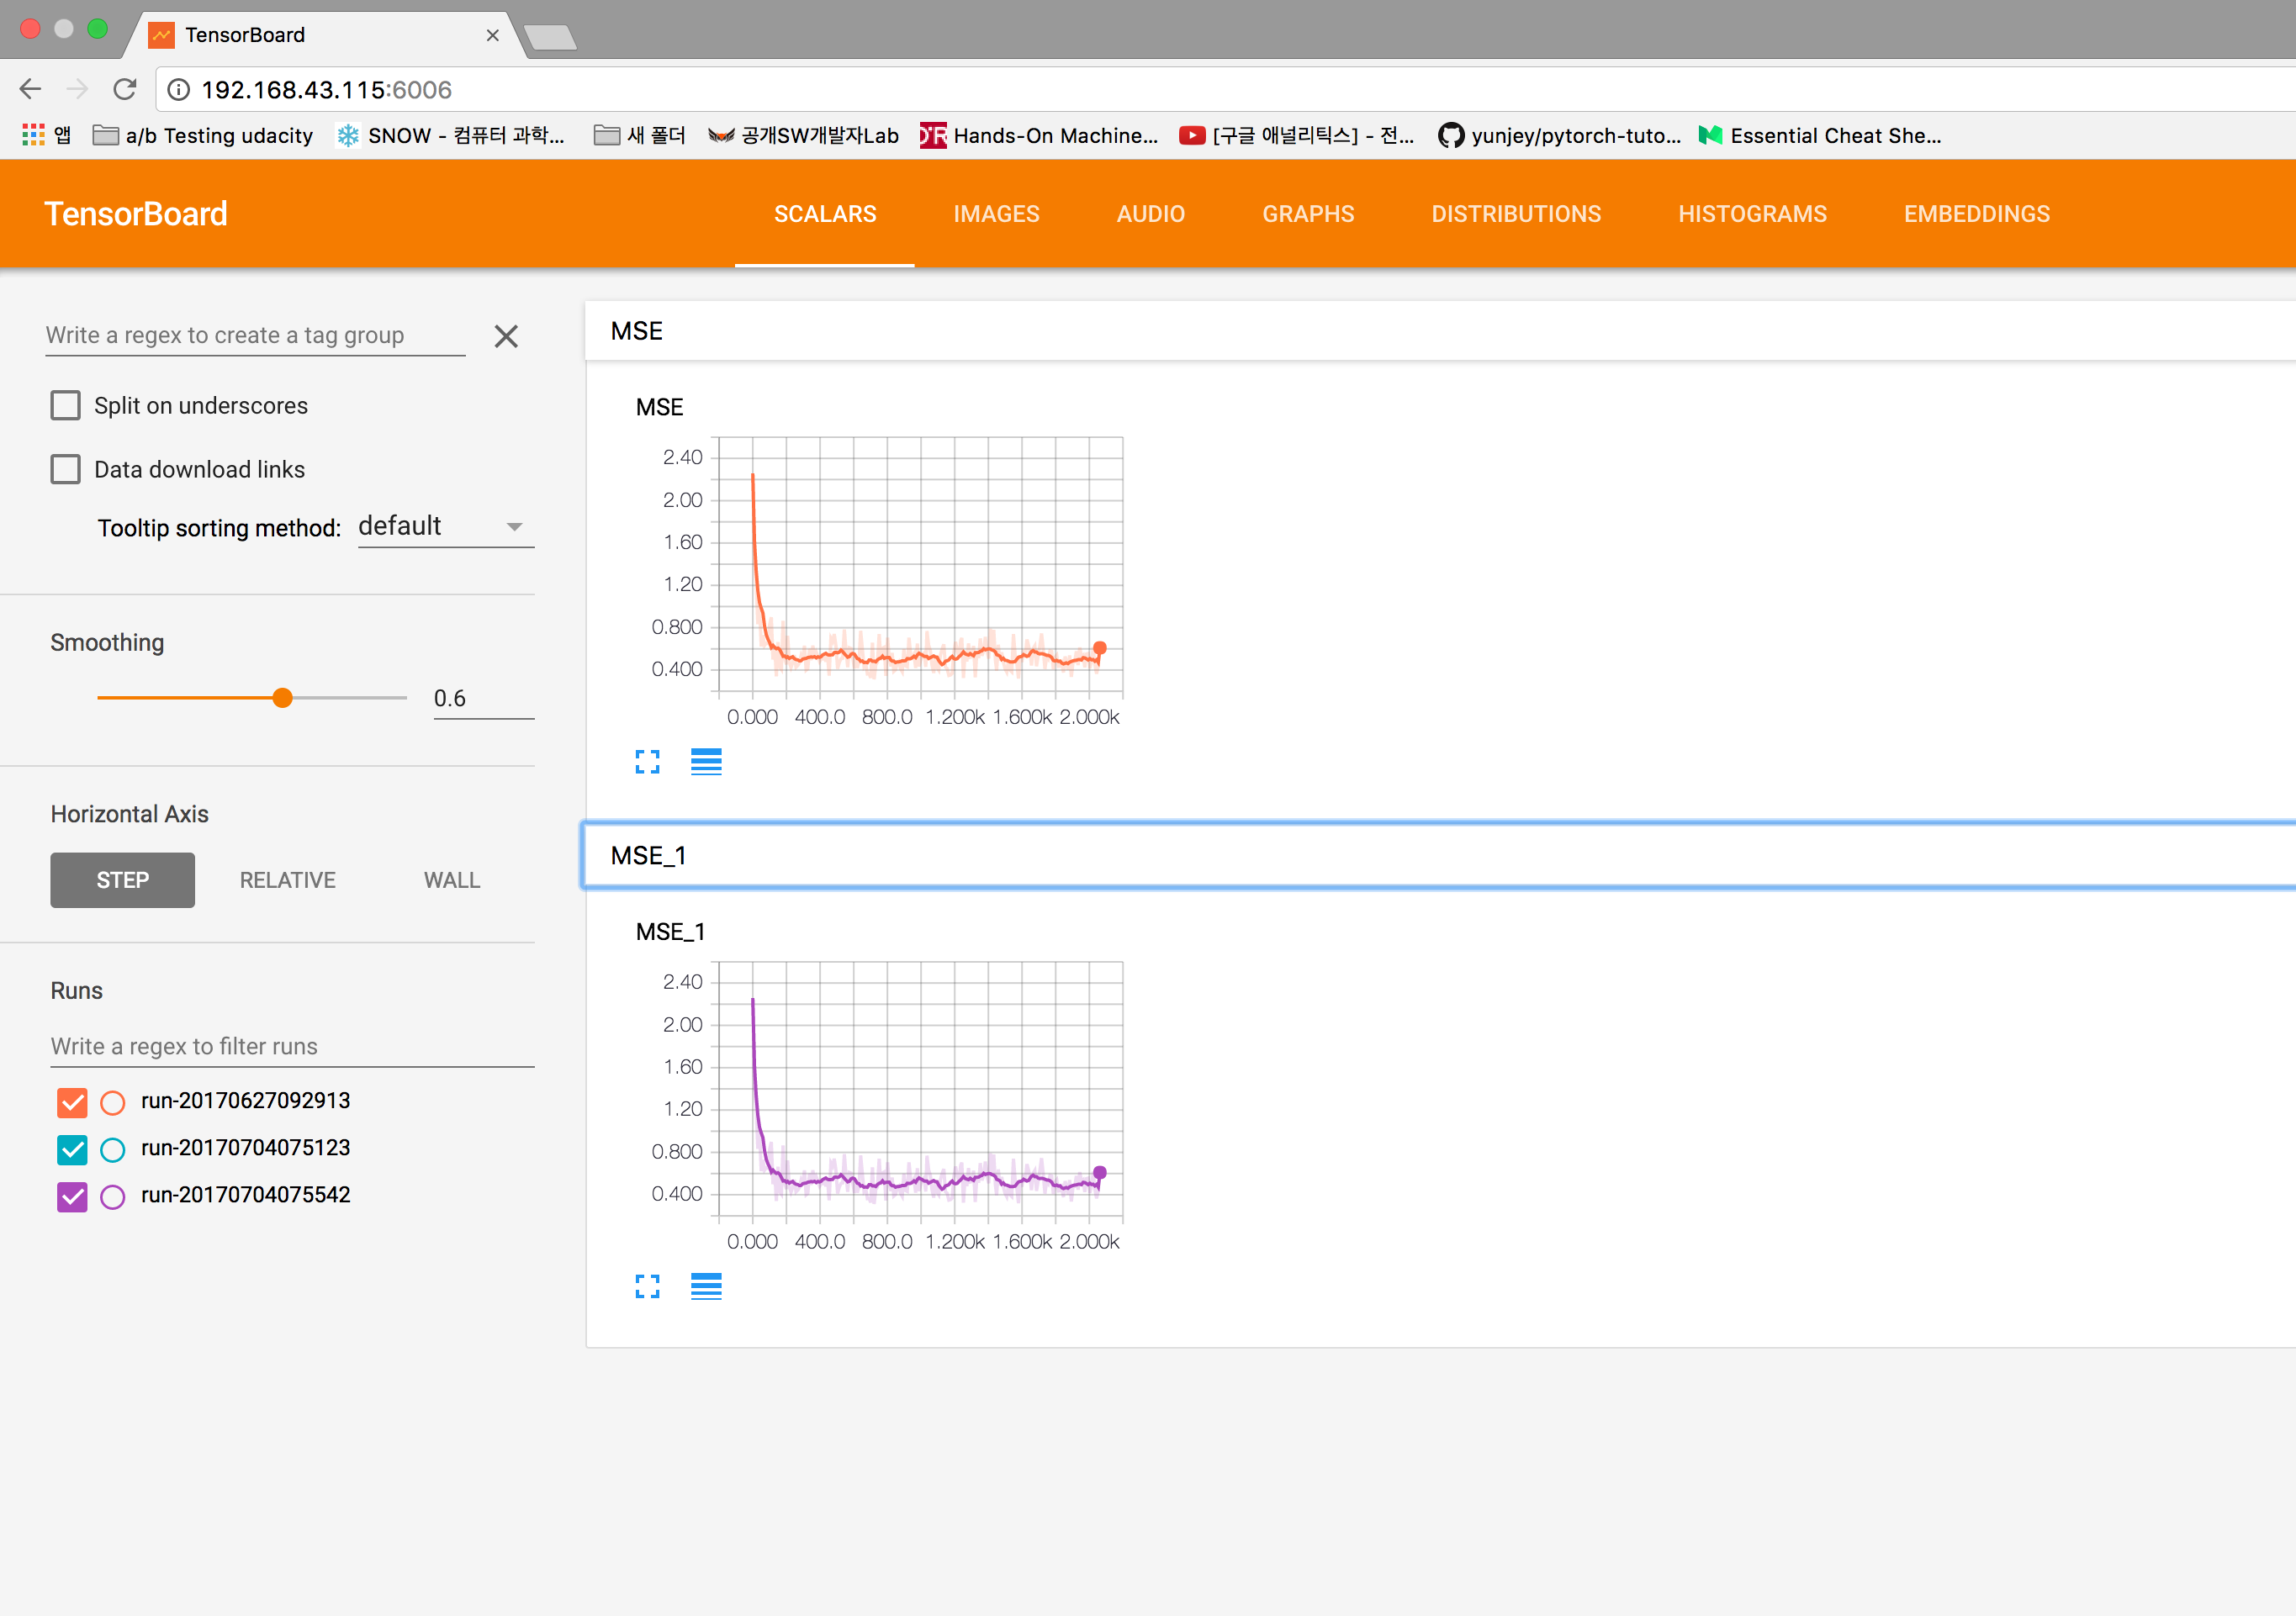 TensorBoard
192.168.43.115:6006
앱 a/b Testing udacity SNOW - 컴퓨터 과학... 새 폴더 공개SW개발자Lab Hands-On Machine... [구글 애널리틱스] - 전... yunjey/pytorch-tuto... Essential Cheat She...
TensorBoard SCALARS IMAGES AUDIO GRAPHS DISTRIBUTIONS HISTOGRAMS EMBEDDINGS
Write a regex to create a tag group
Split on underscores
Data download links
Tooltip sorting method: default
Smoothing
0.6
Horizontal Axis
STEP RELATIVE WALL
Runs
Write a regex to filter runs
run-20170627092913
run-20170704075123
run-20170704075542
MSE
MSE
2.40
2.00
1.60
1.20
0.800
0.400
0.000 400.0 800.0 1.200k 1.600k 2.000k
MSE_1
MSE_1
2.40
2.00
1.60
1.20
0.800
0.400
0.000 400.0 800.0 1.200k 1.600k 2.000k